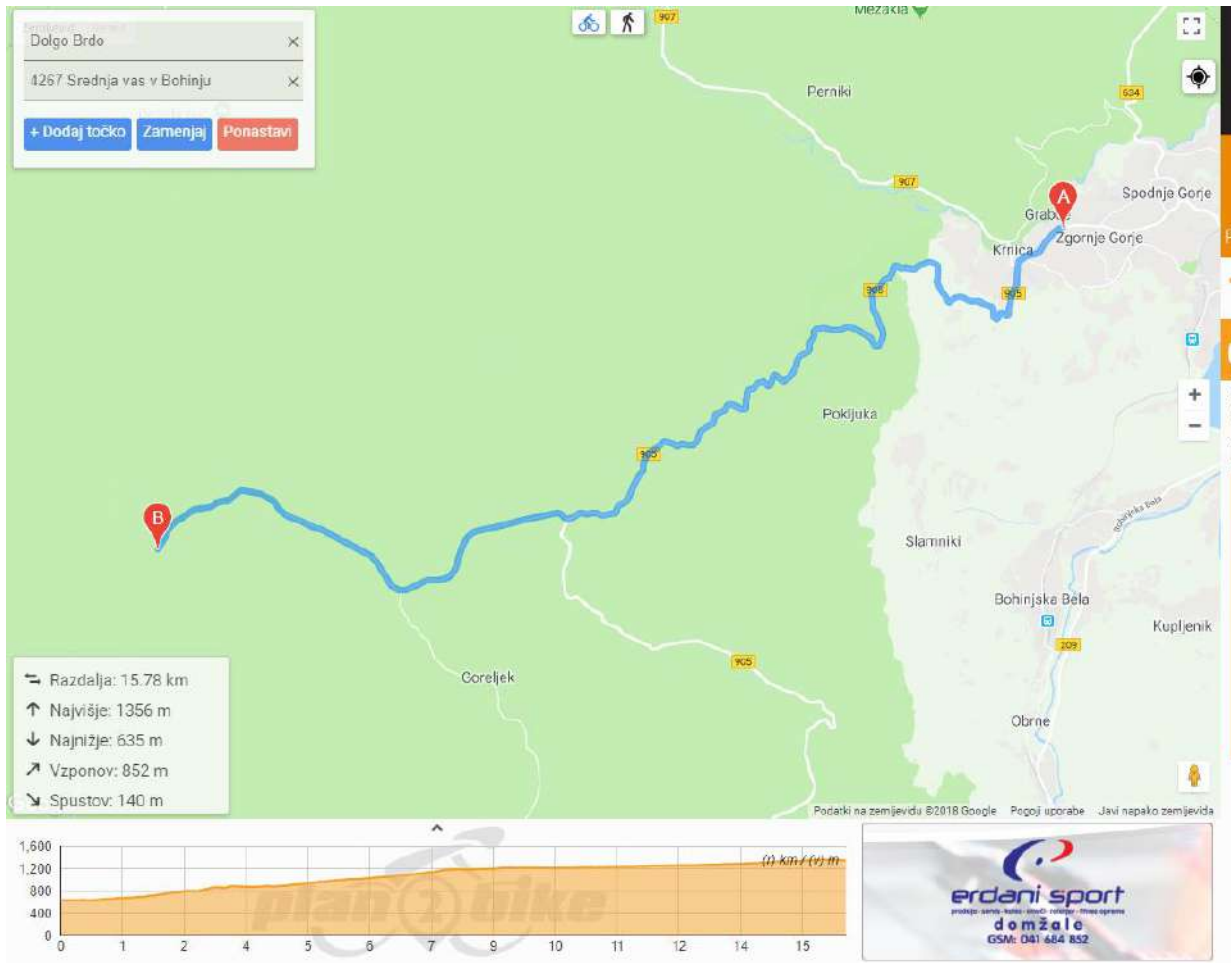 Dolgo Brdo
4267 Srednja vas v Bohinju
+ Dodaj točko
Zamenjaj
Ponastavi
907
Mežakla
Perniki
634
907
A
Spodnje Gorje
Zgornje Gorje
Krnica
905
905
Pokljuka
905
B
Slamniki
Bohinjska Bela
Bohinjska Bela
Kupljenik
209
905
Goreljek
Obrne
Razdalja: 15.78 km
Najvišje: 1356 m
Najnižje: 635 m
Vzponov: 852 m
Spustov: 140 m
Podatki na zemljevidu ©2018 Google
Pogoji uporabe
Javi napako zemljevida
1,600
1,200
800
400
0
(r) km / (v) m
plan2bike
0 1 2 4 5 6 7 9 10 11 12 14 15
erdani sport
domžale
GSM: 041 684 852